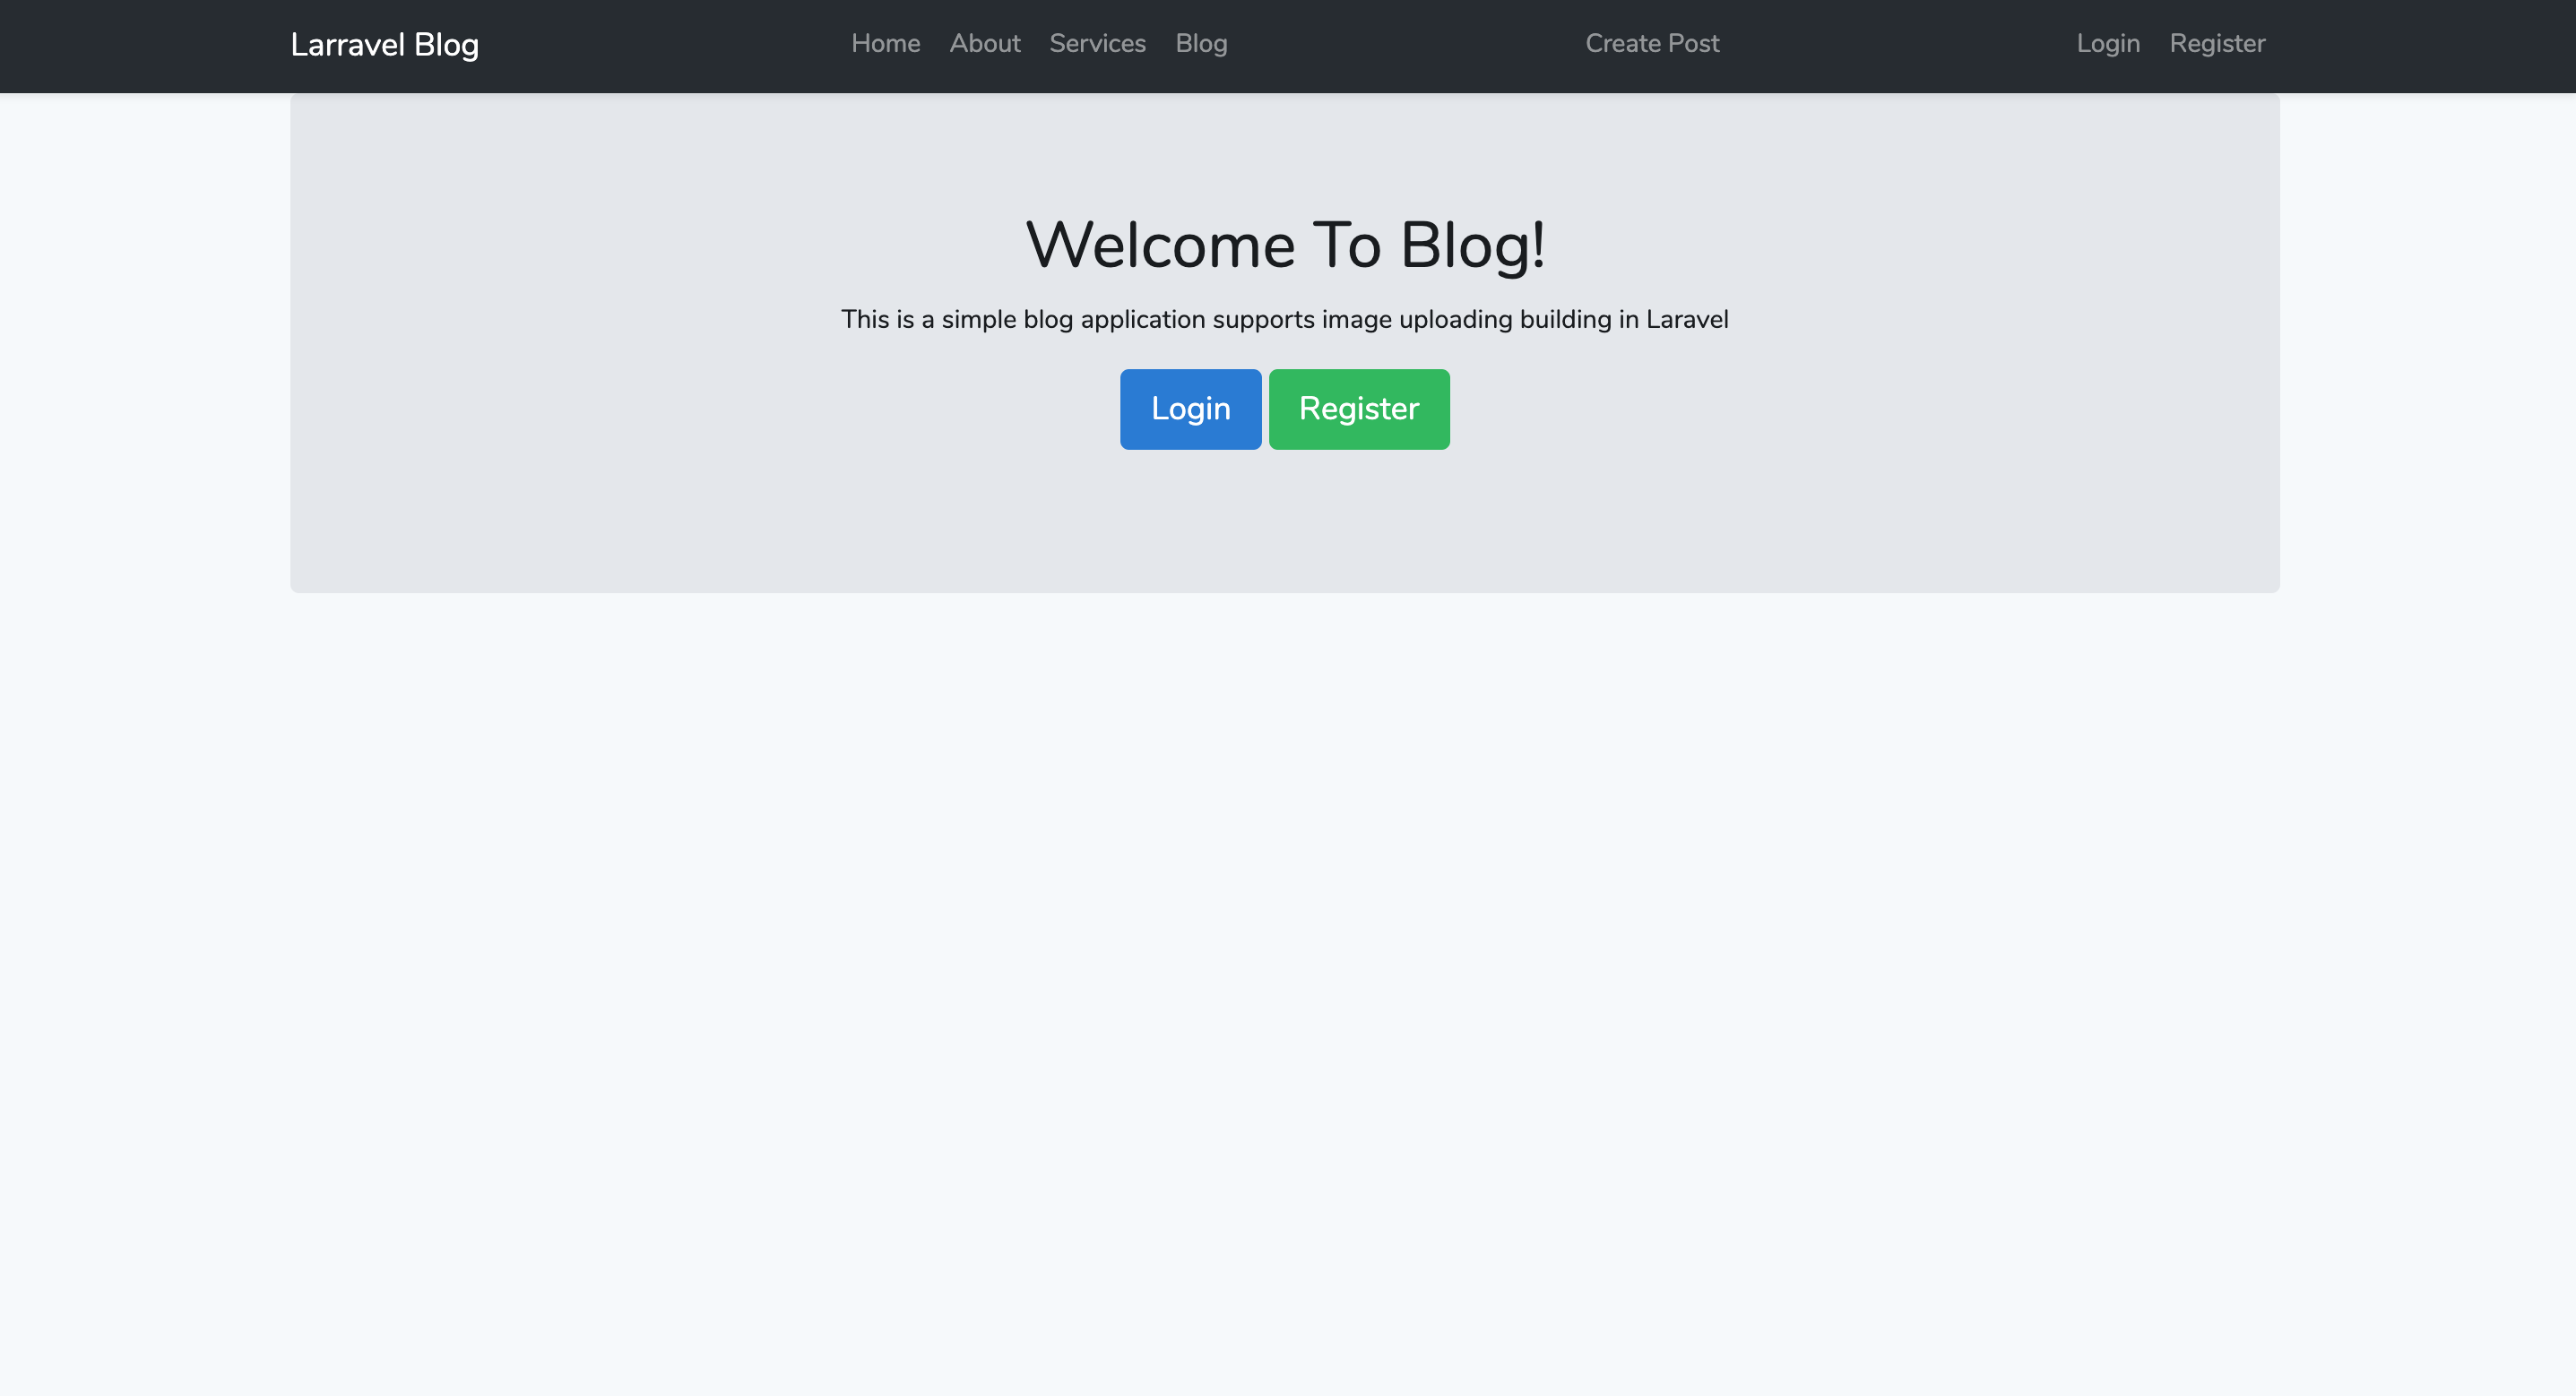 Larravel Blog Home About Services Blog Create Post Login Register
Welcome To Blog!
This is a simple blog application supports image uploading building in Laravel
Login Register